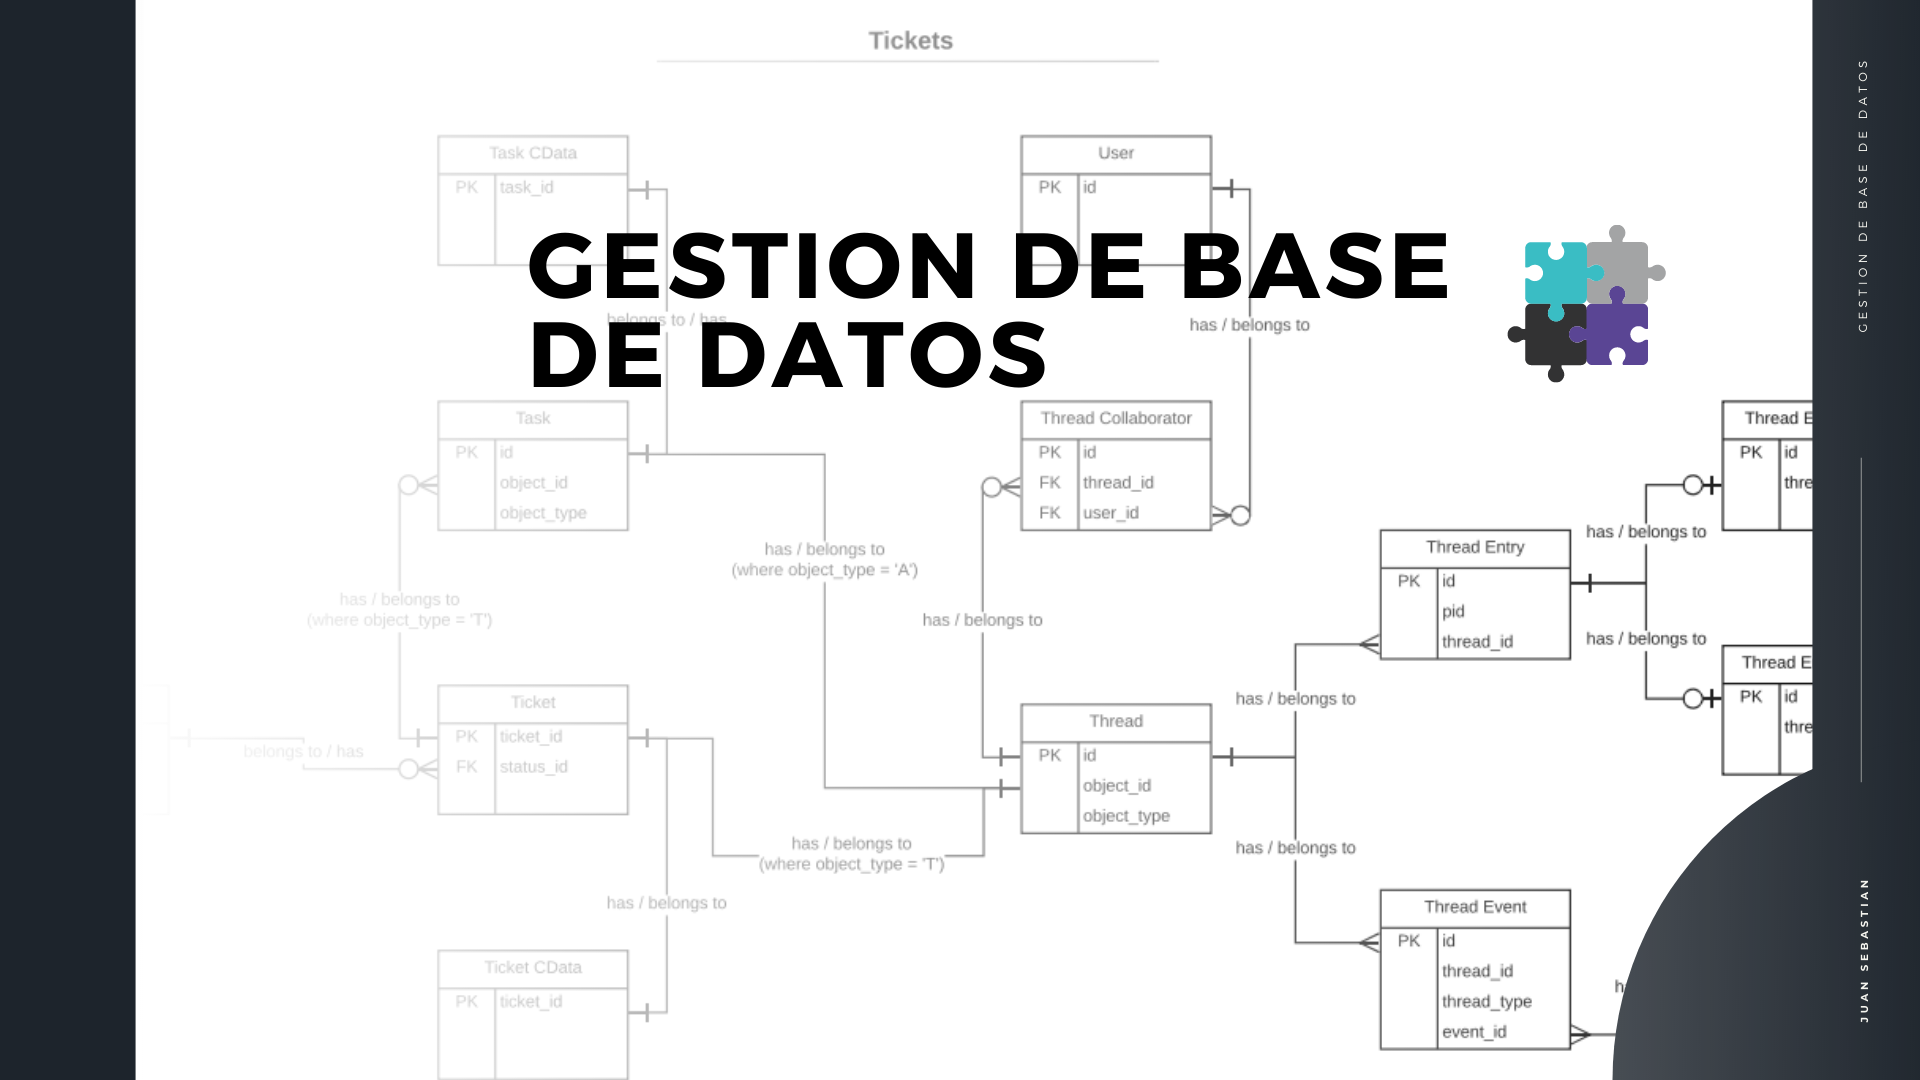 Tickets
Task CData
PK task_id
User
PK id
GESTION DE BASE
DE DATOS
belongs to / has
has / belongs to
Task
PK id
object_id
object_type
Thread Collaborator
PK id
FK thread_id
FK user_id
Thread E
PK id
thre
has / belongs to
has / belongs to
(where object_type = 'A')
Thread Entry
PK id
pid
thread_id
has / belongs to
(where object_type = 'T')
has / belongs to
has / belongs to
Thread E
PK id
thre
Ticket
PK ticket_id
FK status_id
belongs to / has
has / belongs to
Thread
PK id
object_id
object_type
has / belongs to
(where object_type = 'T')
has / belongs to
has / belongs to
Thread Event
PK id
thread_id
thread_type
event_id
h
Ticket CData
PK ticket_id
GESTION DE BASE DE DATOS
JUAN SEBASTIAN